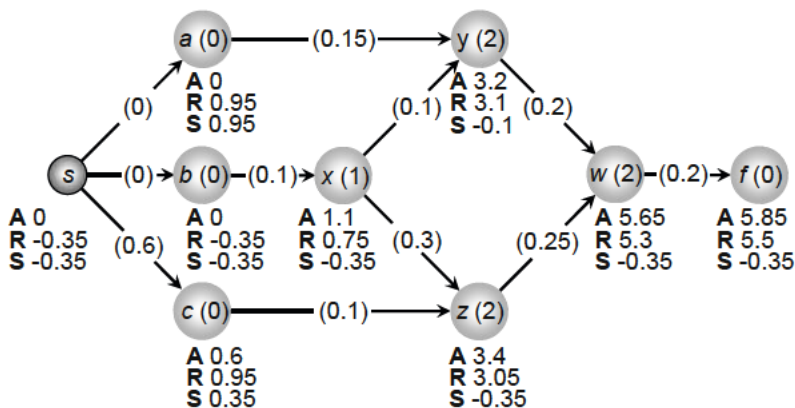 a (0)
(0.15)
y (2)
A 0
R 0.95
S 0.95
A 3.2
R 3.1
S -0.1
(0)
(0.1)
(0.2)
s
(0)
b (0)
(0.1)
x (1)
w (2)
(0.2)
f (0)
A 0
R -0.35
S -0.35
A 0
R -0.35
S -0.35
A 1.1
R 0.75
S -0.35
A 5.65
R 5.3
S -0.35
A 5.85
R 5.5
S -0.35
(0.6)
(0.3)
(0.25)
c (0)
(0.1)
z (2)
A 0.6
R 0.95
S 0.35
A 3.4
R 3.05
S -0.35